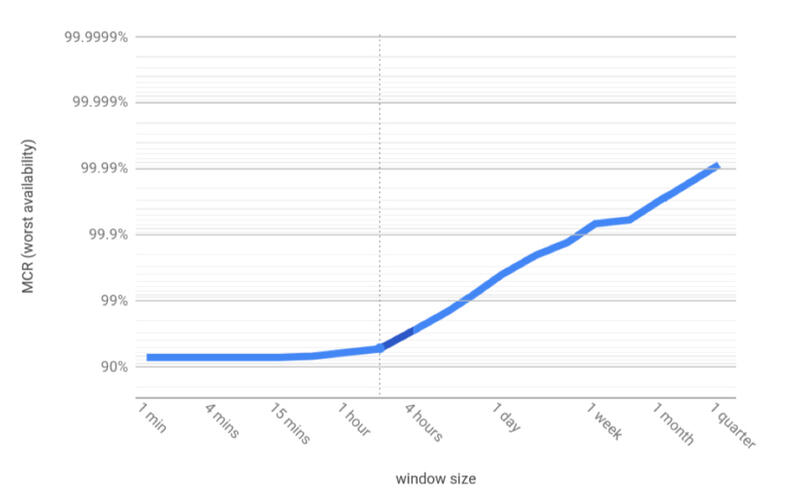 99.9999%
99.999%
99.99%
99.9%
99%
90%
MCR (worst availability)
1 min
4 mins
15 mins
1 hour
4 hours
1 day
1 week
1 month
1 quarter
window size